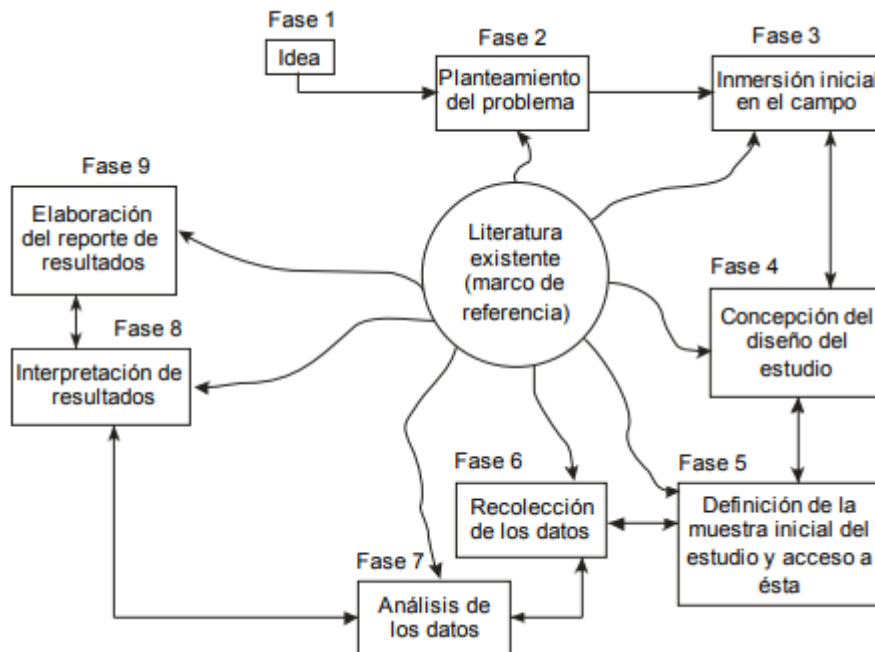 Fase 1
Idea
Fase 2
Planteamiento
del problema
Fase 3
Inmersión inicial
en el campo
Fase 9
Elaboración
del reporte de
resultados
Literatura
existente
(marco de
referencia)
Fase 4
Concepción del
diseño del
estudio
Fase 8
Interpretación de
resultados
Fase 6
Recolección
de los datos
Fase 5
Definición de la
muestra inicial del
estudio y acceso a
ésta
Fase 7
Análisis de
los datos